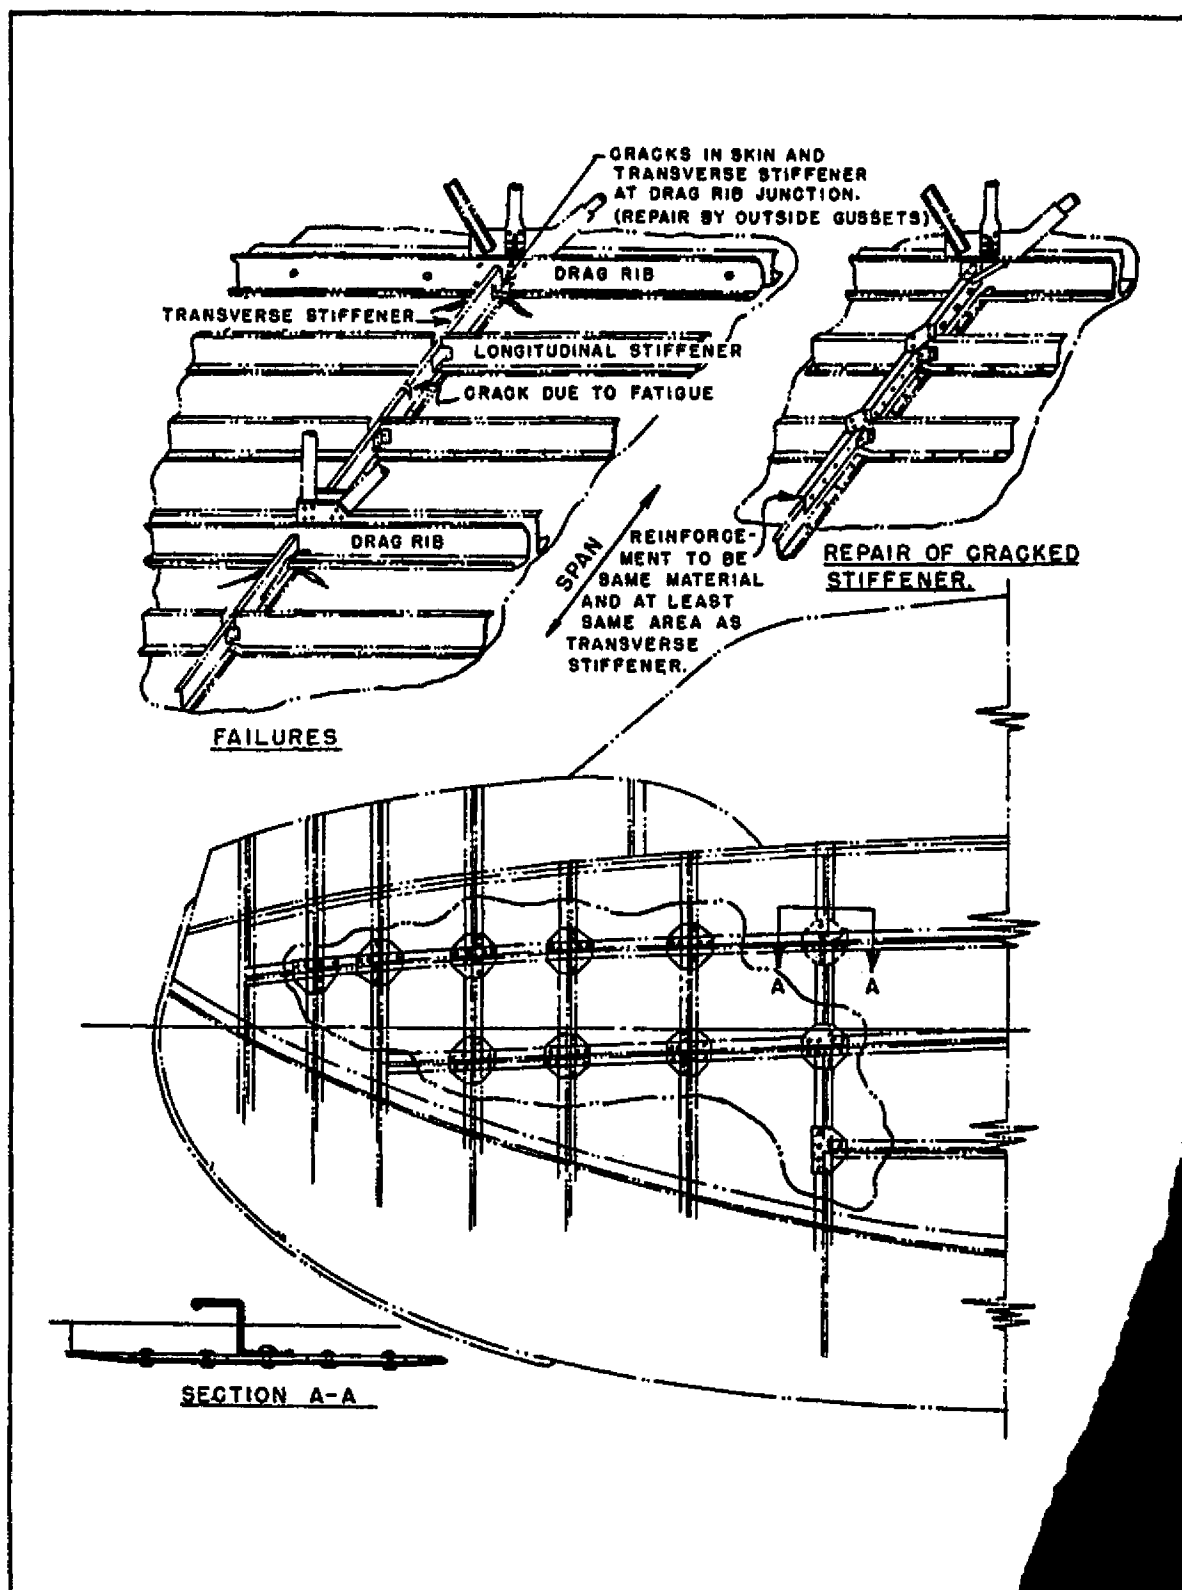 CRACKS IN SKIN AND
TRANSVERSE STIFFENER
AT DRAG RIB JUNCTION.
(REPAIR BY OUTSIDE GUSSETS)
DRAG RIB
TRANSVERSE STIFFENER
LONGITUDINAL STIFFENER
CRACK DUE TO FATIGUE
DRAG RIB
SPAN
REINFORCE-
MENT TO BE
SAME MATERIAL
AND AT LEAST
SAME AREA AS
TRANSVERSE
STIFFENER.
REPAIR OF CRACKED
STIFFENER.
FAILURES
A A
SECTION A-A